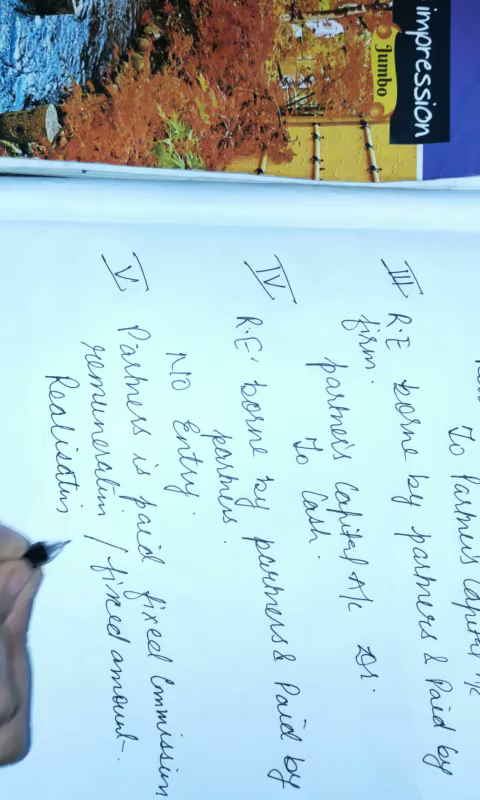 impression
Jumbo
To Partner's Capital A/c
III R.E borne by partners & Paid by
firm.
partner's Capital A/c Dr.
To Cash.
IV R.E. borne by partners & Paid by
partners.
No Entry.
V Partners is paid fixed Commission
remuneration / fixed amount.
Realisation